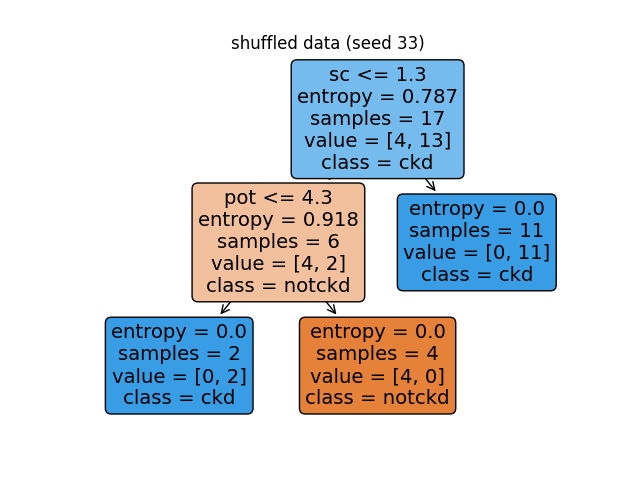 shuffled data (seed 33)
sc <= 1.3
entropy = 0.787
samples = 17
value = [4, 13]
class = ckd
pot <= 4.3
entropy = 0.918
samples = 6
value = [4, 2]
class = notckd
entropy = 0.0
samples = 11
value = [0, 11]
class = ckd
entropy = 0.0
samples = 2
value = [0, 2]
class = ckd
entropy = 0.0
samples = 4
value = [4, 0]
class = notckd